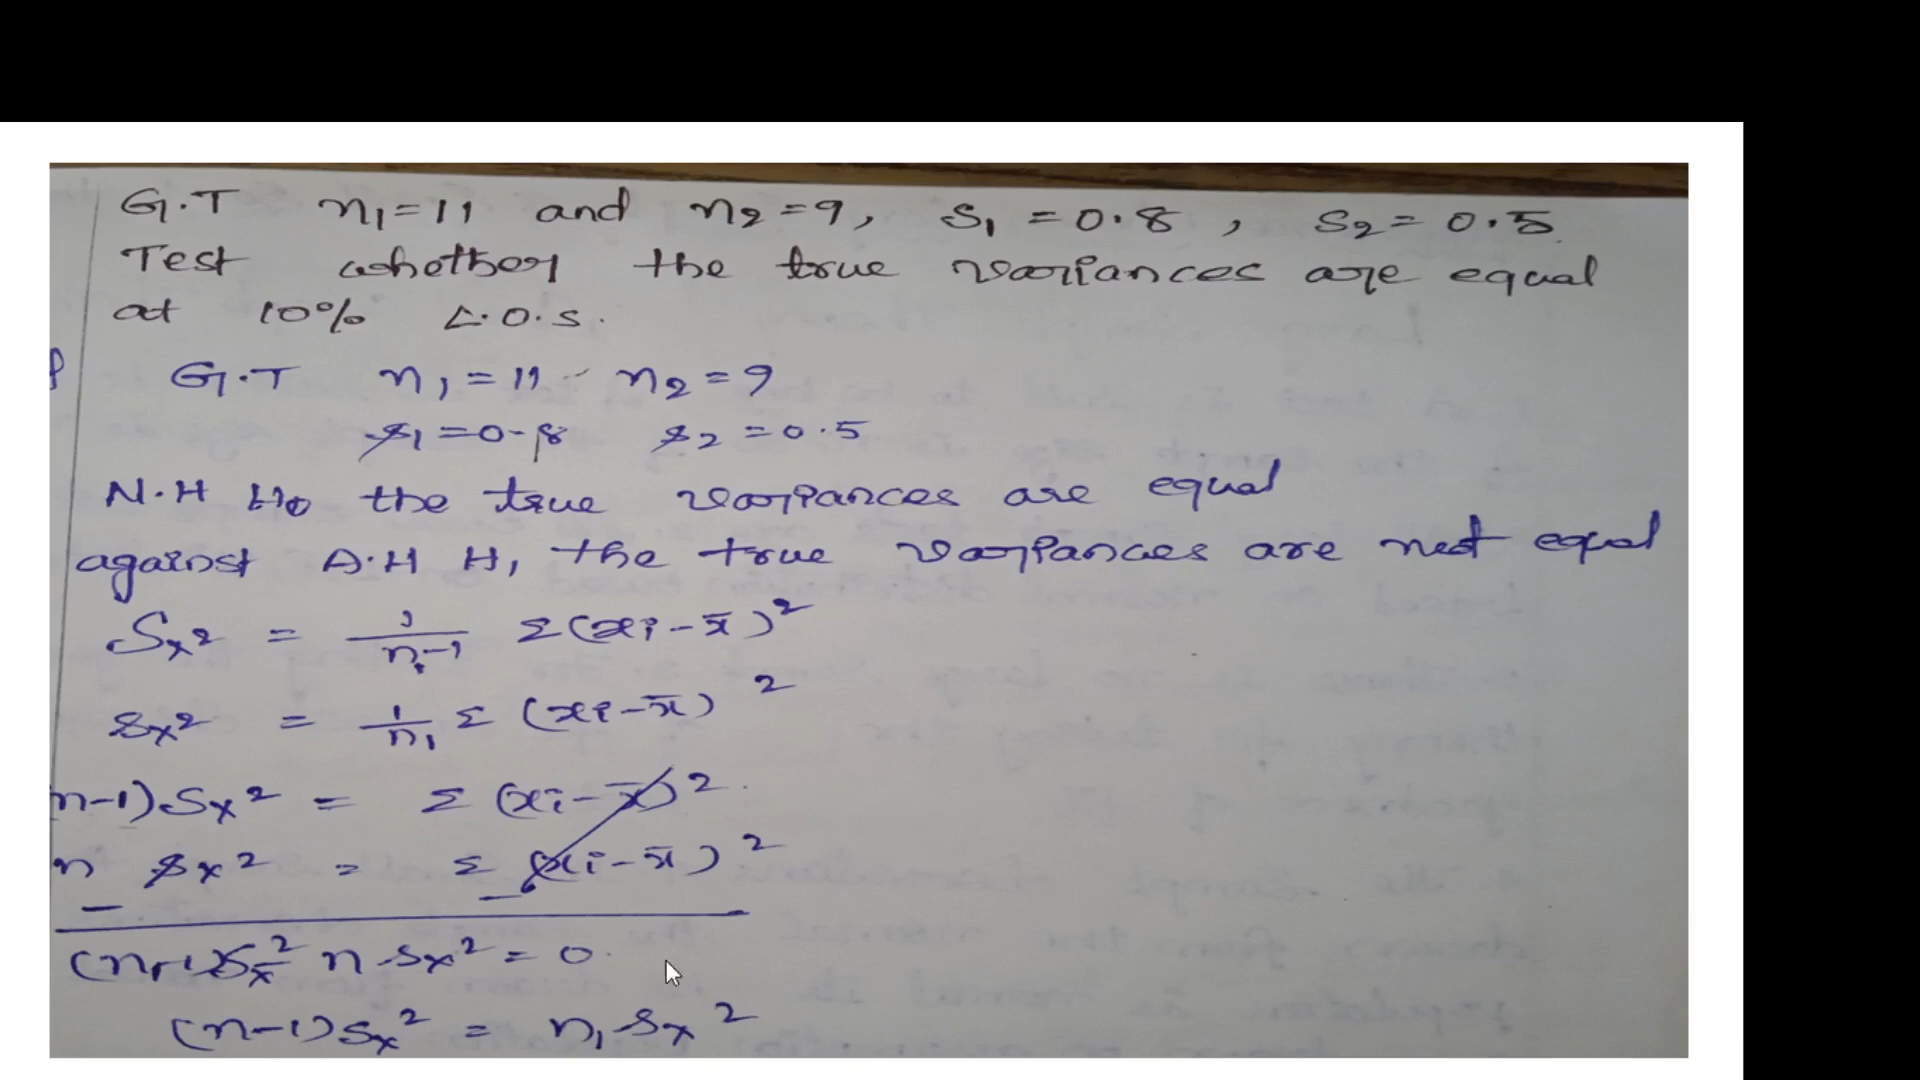 G.T n₁=11 and n₂=9, S₁ =0.8, S₂= 0.5
Test whether the true variances are equal
at 10% L.O.S.
G.T n₁=11 n₂=9
s₁=0.8 s₂=0.5
N.H H₀ the true variances are equal
against A.H H₁ the true variances are not equal
Sx² = 1/(n₁-1) Σ(xi-x̄)²
sx² = 1/n₁ Σ (xi-x̄)²
n-1)Sx² = Σ (xi-x̄)²
n sx² = Σ (xi-x̄)²
(n₁-1)Sx² n sx² = 0
(n-1)Sx² = n₁ sx²